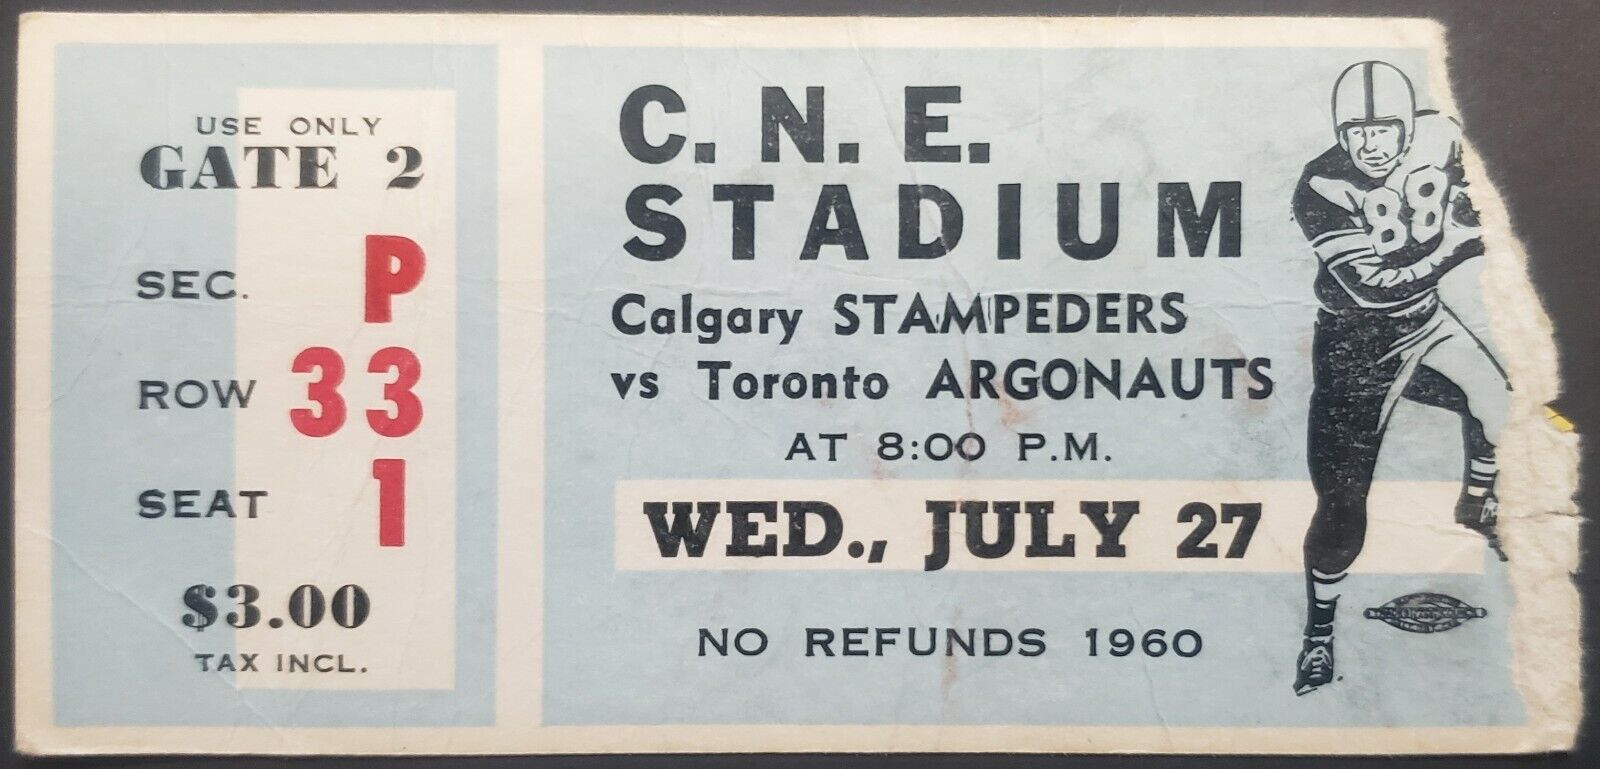 USE ONLY
GATE 2
SEC. P
ROW 33
SEAT 1
$3.00
TAX INCL.
C. N. E.
STADIUM
Calgary STAMPEDERS
vs Toronto ARGONAUTS
AT 8:00 P.M.
WED., JULY 27
NO REFUNDS 1960
88